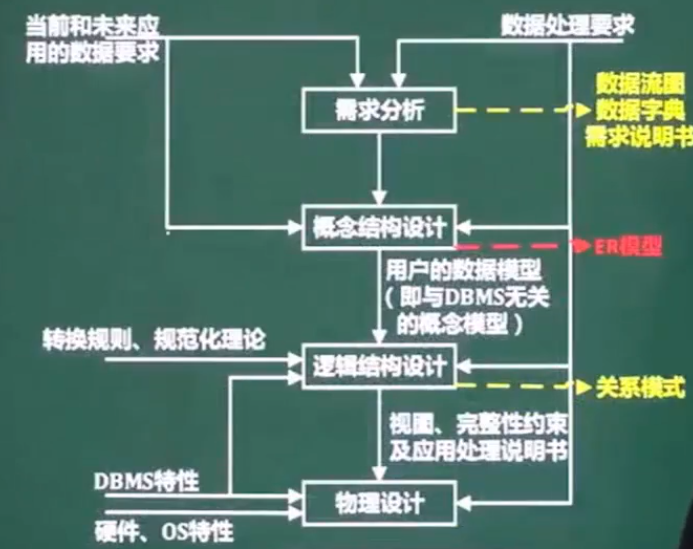 当前和未来应
用的数据要求
数据处理要求
需求分析
数据流图
数据字典
需求说明书
概念结构设计
ER模型
用户的数据模型
（即与DBMS无关
的概念模型）
转换规则、规范化理论
逻辑结构设计
关系模式
视图、完整性约束
及应用处理说明书
DBMS特性
物理设计
硬件、OS特性